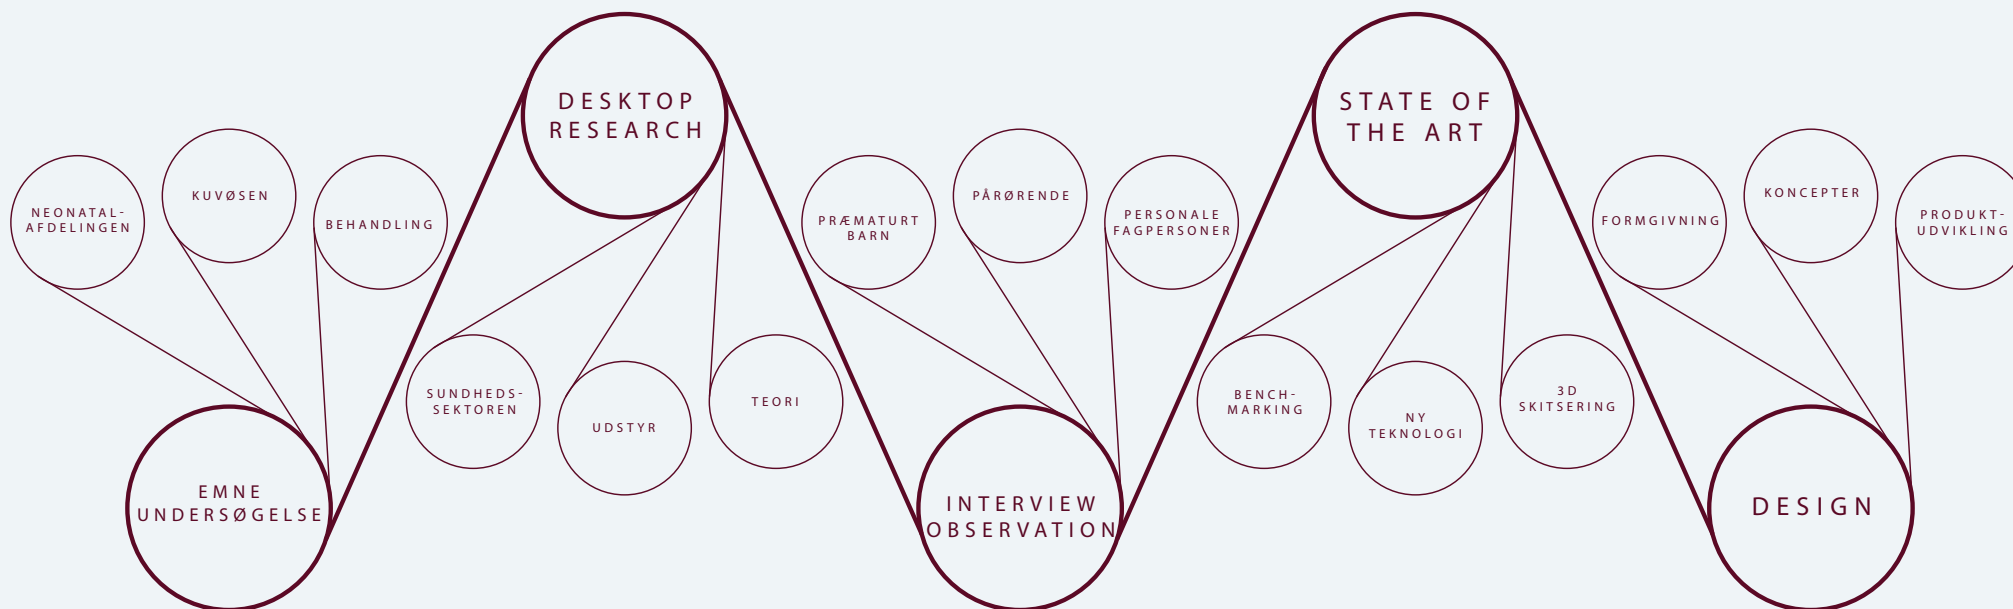 NEONATAL-
AFDELINGEN
KUVØSEN
BEHANDLING
EMNE
UNDERSØGELSE
DESKTOP
RESEARCH
SUNDHEDS-
SEKTOREN
UDSTYR
TEORI
PRÆMATURT
BARN
PÅRØRENDE
PERSONALE
FAGPERSONER
INTERVIEW
OBSERVATION
STATE OF
THE ART
BENCH-
MARKING
NY
TEKNOLOGI
3D
SKITSERING
FORMGIVNING
KONCEPTER
PRODUKT-
UDVIKLING
DESIGN